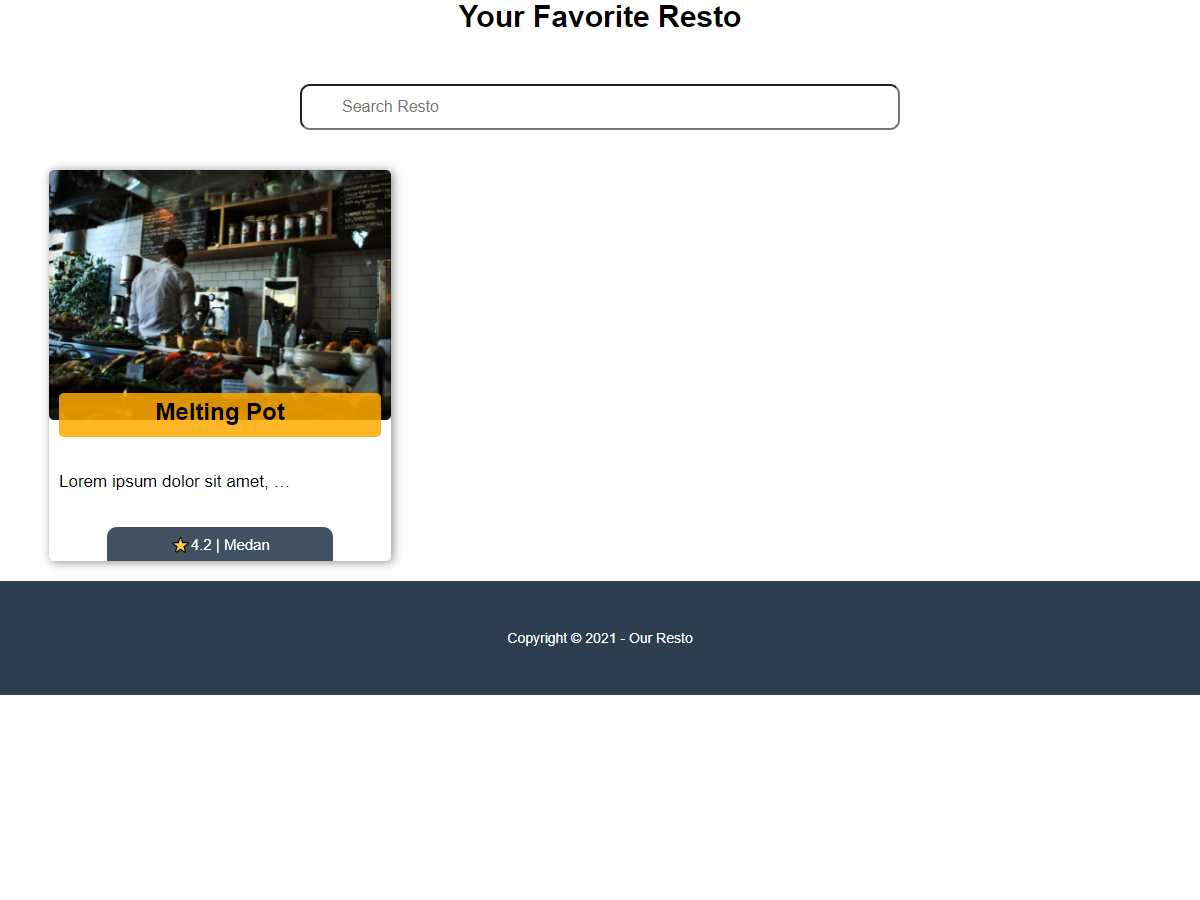 Your Favorite Resto
Search Resto
Melting Pot
Lorem ipsum dolor sit amet, …
4.2 | Medan
Copyright © 2021 - Our Resto